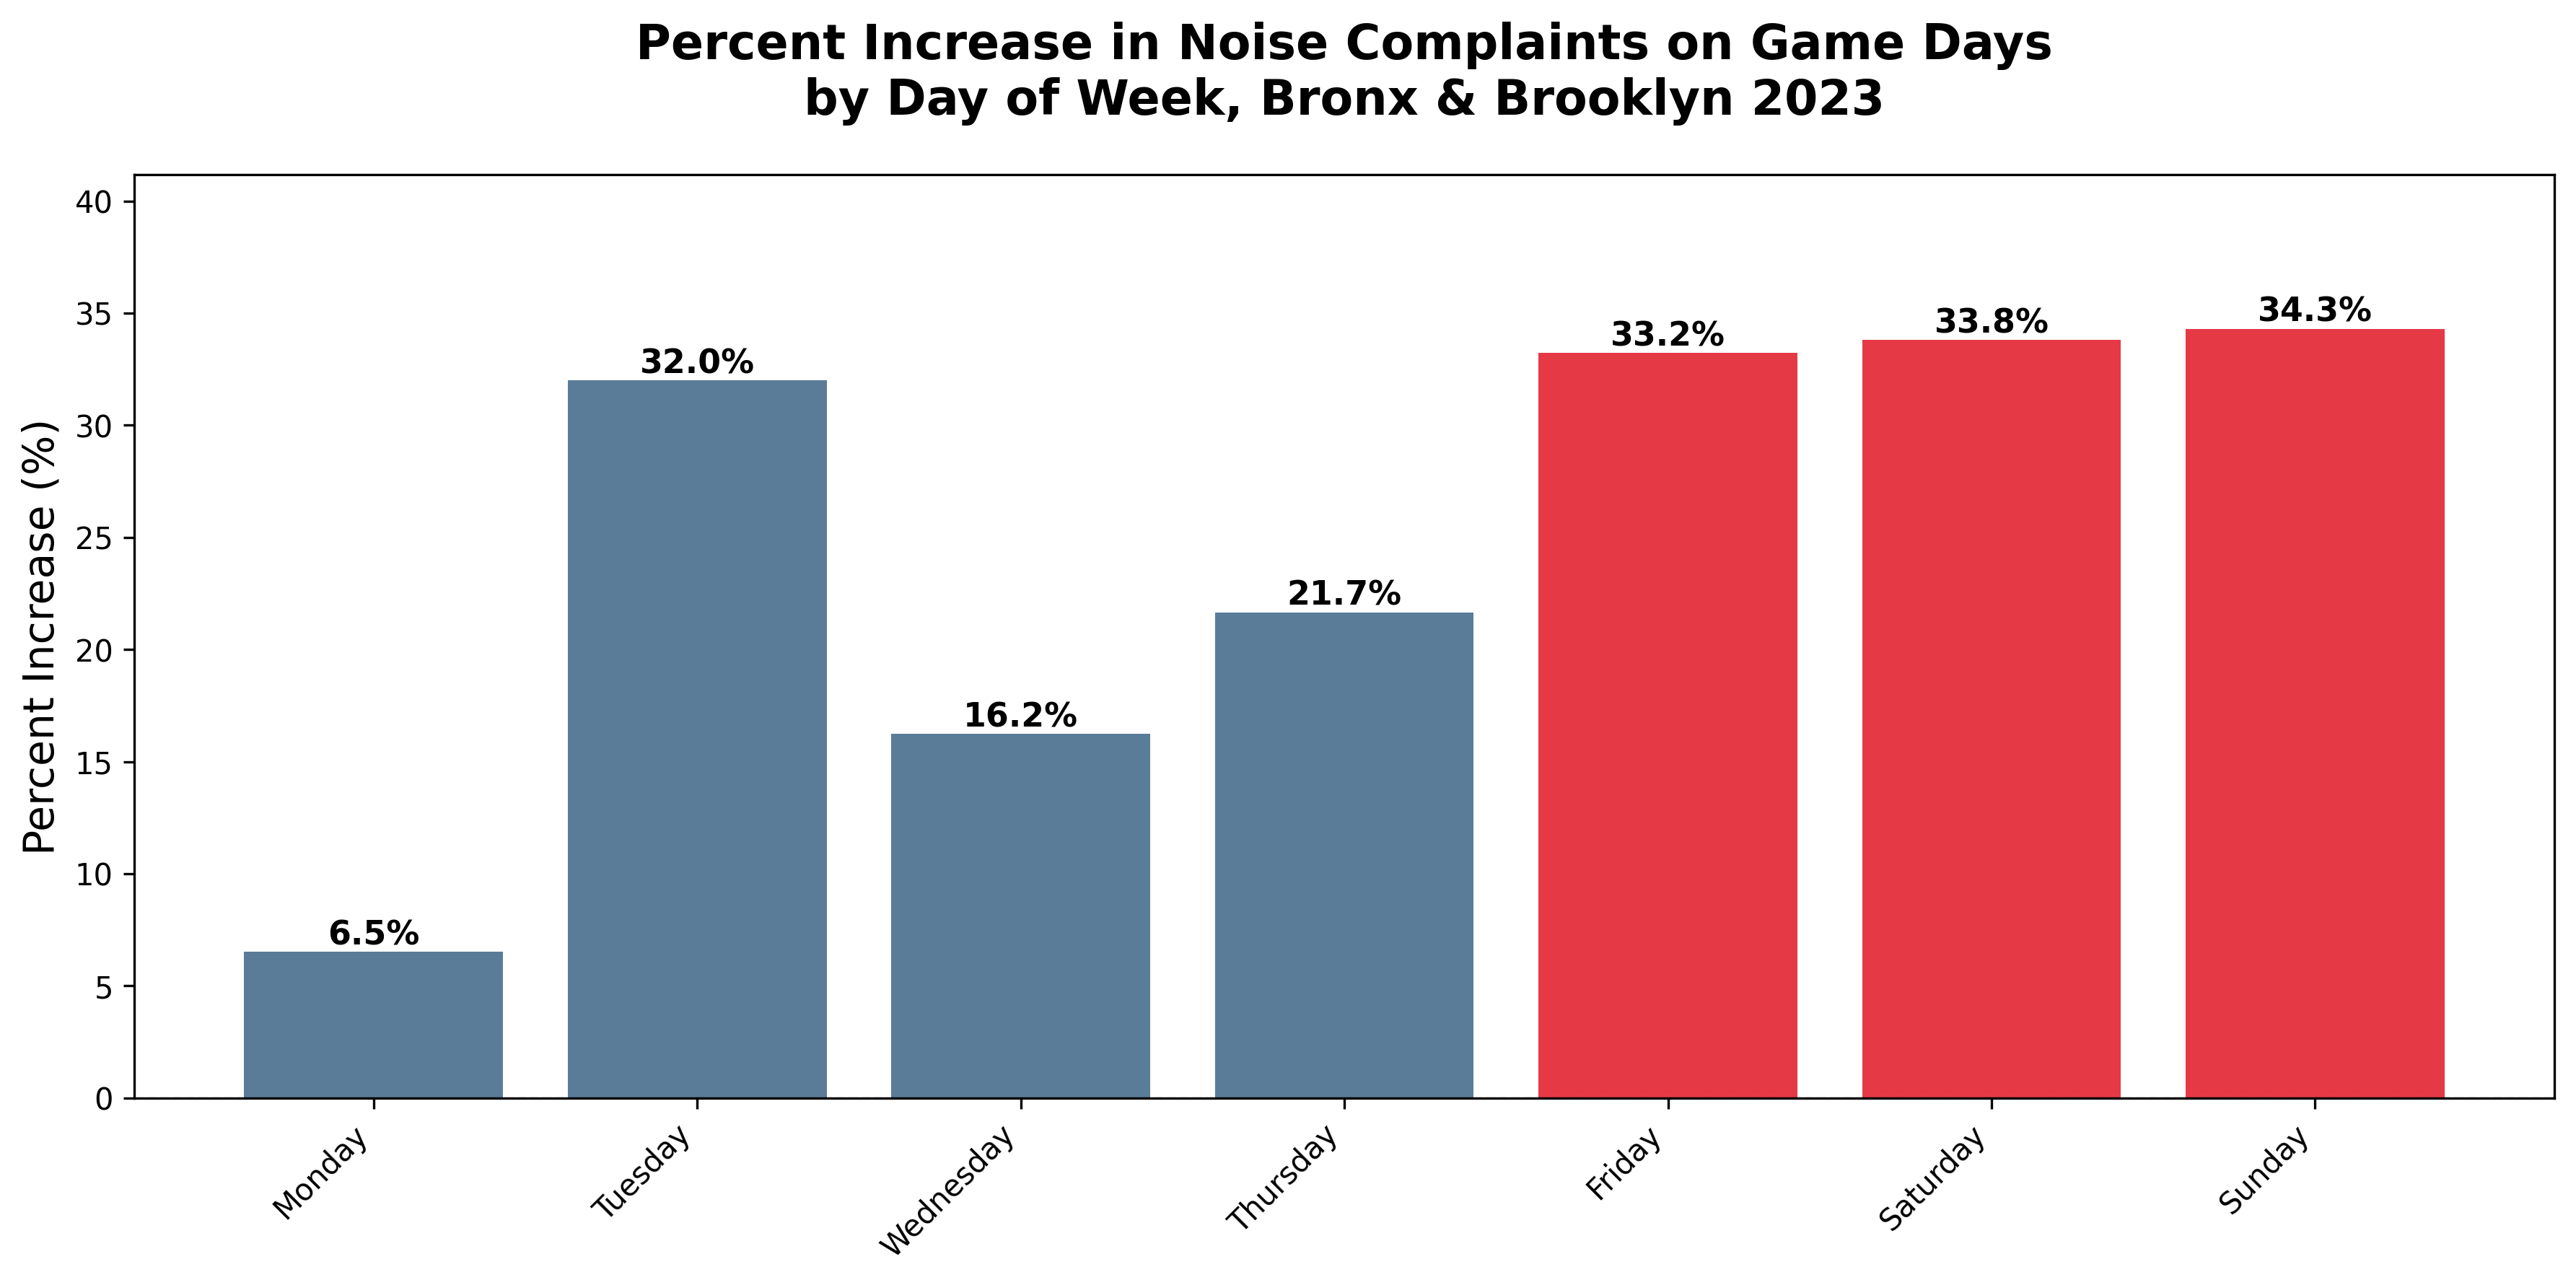 Percent Increase in Noise Complaints on Game Days
by Day of Week, Bronx & Brooklyn 2023
Percent Increase (%)
40
35
30
25
20
15
10
5
0
6.5%
32.0%
16.2%
21.7%
33.2%
33.8%
34.3%
Monday
Tuesday
Wednesday
Thursday
Friday
Saturday
Sunday